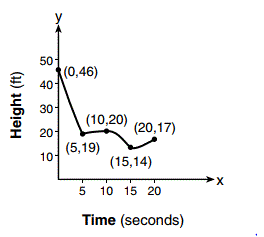 y
50
40
30
20
10
(0,46)
(10,20)
(20,17)
(5,19)
(15,14)
x
5 10 15 20
Height (ft)
Time (seconds)